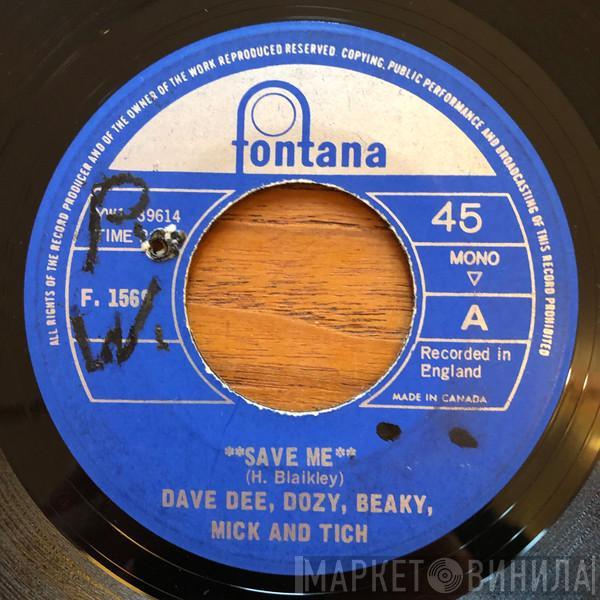 ALL RIGHTS OF THE RECORD PRODUCER AND OF THE OWNER OF THE WORK REPRODUCED RESERVED. COPYING, PUBLIC PERFORMANCE AND BROADCASTING OF THIS RECORD PROHIBITED
fontana
P.
W.
TIME
F. 156
45
MONO
A
Recorded in
England
MADE IN CANADA
**SAVE ME**
(H. Blaikley)
DAVE DEE, DOZY, BEAKY,
MICK AND TICH
МАРКЕТ ВИНИЛА